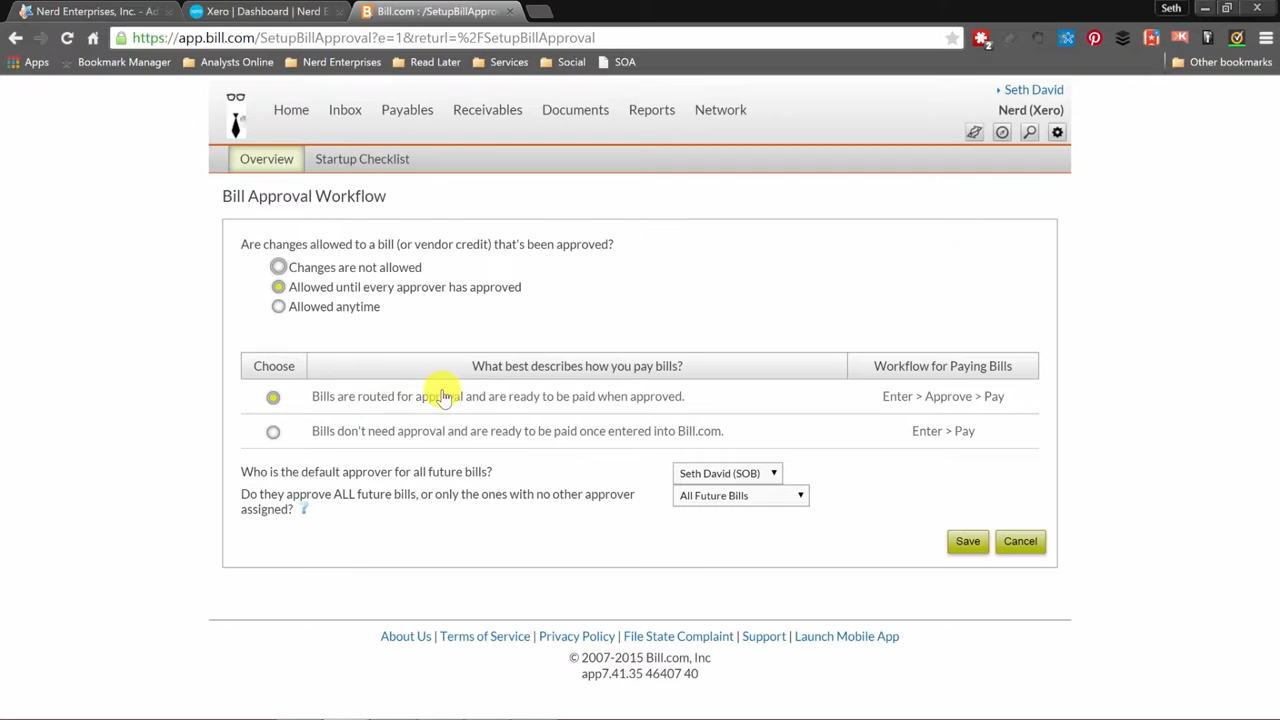 Nerd Enterprises, Inc. - Ad
Xero | Dashboard | Nerd E
Bill.com : /SetupBillAppro
Seth
https://app.bill.com/SetupBillApproval?e=1&returl=%2FSetupBillApproval
2
Apps
Bookmark Manager
Analysts Online
Nerd Enterprises
Read Later
Services
Social
SOA
Other bookmarks
Seth David
Home
Inbox
Payables
Receivables
Documents
Reports
Network
Nerd (Xero)
Overview
Startup Checklist
Bill Approval Workflow
Are changes allowed to a bill (or vendor credit) that's been approved?
Changes are not allowed
Allowed until every approver has approved
Allowed anytime
Choose
What best describes how you pay bills?
Workflow for Paying Bills
Bills are routed for approval and are ready to be paid when approved.
Enter > Approve > Pay
Bills don't need approval and are ready to be paid once entered into Bill.com.
Enter > Pay
Who is the default approver for all future bills?
Seth David (SOB)
Do they approve ALL future bills, or only the ones with no other approver
assigned? ?
All Future Bills
Save
Cancel
About Us | Terms of Service | Privacy Policy | File State Complaint | Support | Launch Mobile App
© 2007-2015 Bill.com, Inc
app7.41.35 46407 40